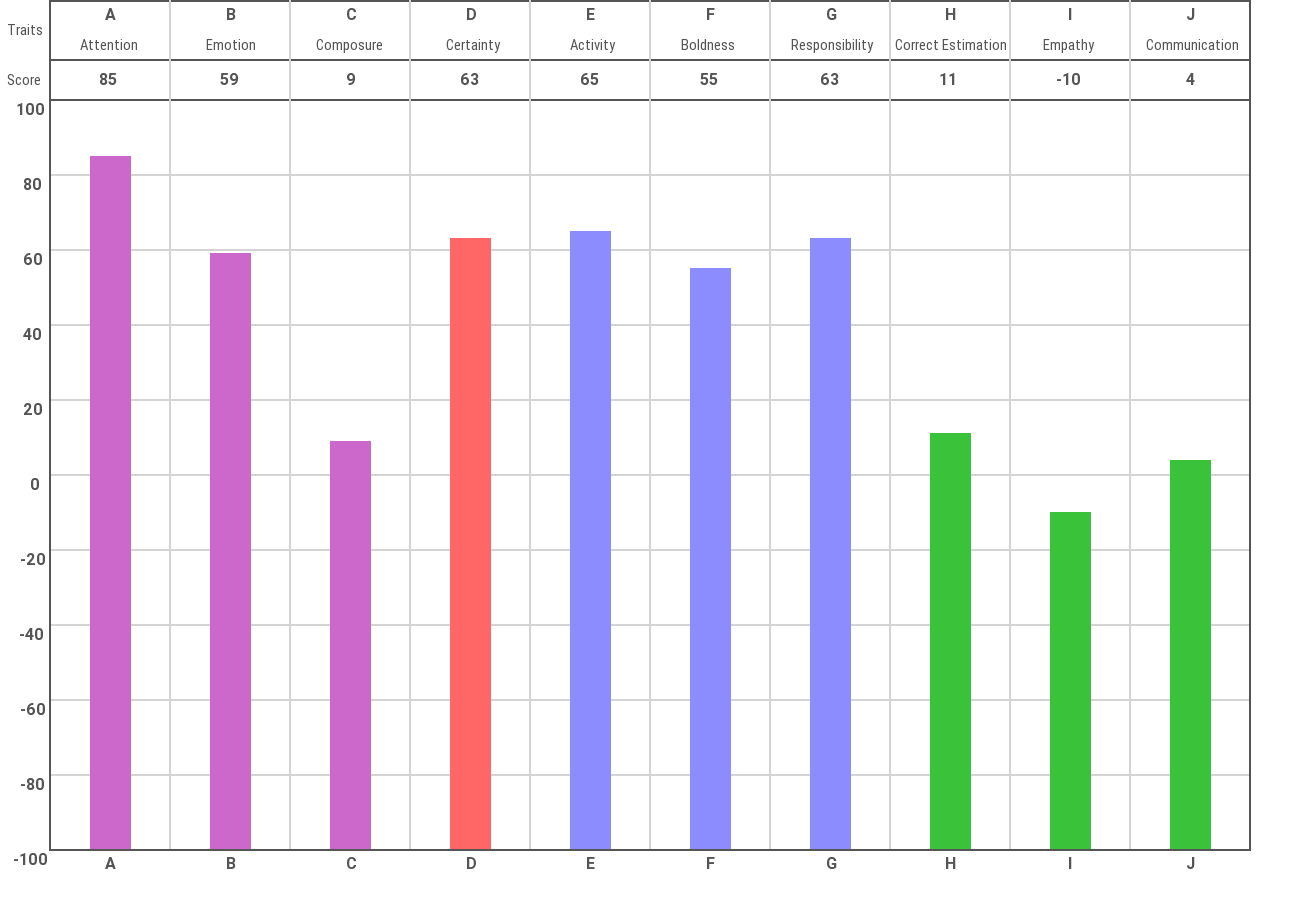 A B C D E F G H I J
Traits
Attention Emotion Composure Certainty Activity Boldness Responsibility Correct Estimation Empathy Communication
Score 85 59 9 63 65 55 63 11 -10 4
100
80
60
40
20
0
-20
-40
-60
-80
-100
A B C D E F G H I J